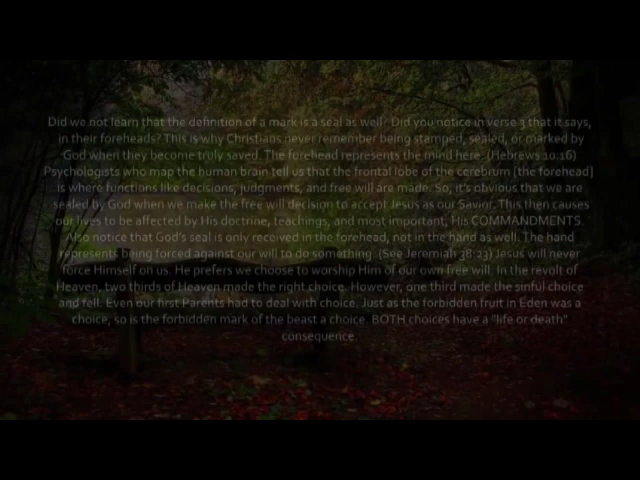 Did we not learn that the definition of a mark is a seal as well? Did you notice in verse 3 that it says,
in their foreheads? This is why Christians never remember being stamped, sealed, or marked by
God when they become truly saved. The forehead represents the mind here. (Hebrews 10:16)
Psychologists who map the human brain tell us that the frontal lobe of the cerebrum (the forehead)
is where functions like decisions, judgments, and free will are made. So, it's obvious that we are
sealed by God when we make the free will decision to accept Jesus as our Savior. This then causes
our lives to be affected by His doctrine, teachings, and most important, His COMMANDMENTS.
Also notice that God's seal is only received in the forehead, not in the hand as well. The hand
represents being forced against our will to do something. (See Jeremiah 38:23) Jesus will never
force Himself on us. He prefers we choose to worship Him of our own free will. In the revolt of
Heaven, two thirds of Heaven made the right choice. However, one third made the sinful choice
and fell. Even our first Parents had to deal with choice. Just as the forbidden fruit in Eden was a
choice, so is the forbidden mark of the beast a choice. BOTH choices have a "life or death"
consequence.